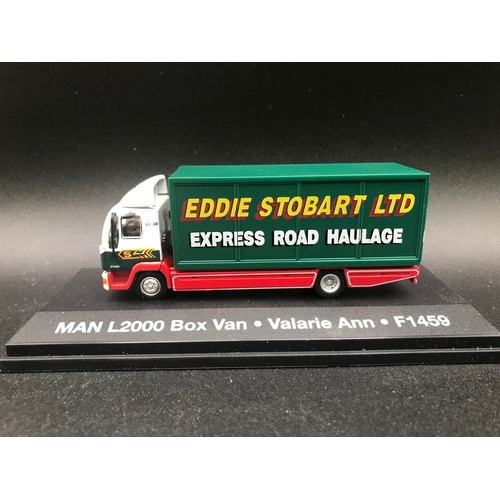 EDDIE STOBART LTD
EXPRESS ROAD HAULAGE
MAN L2000 Box Van • Valarie Ann • F1459